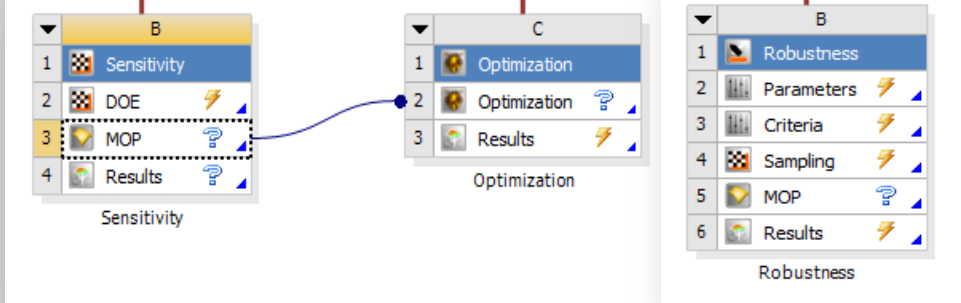 B
1 Sensitivity
2 DOE
3 MOP
4 Results
Sensitivity
C
1 Optimization
2 Optimization
3 Results
Optimization
B
1 Robustness
2 Parameters
3 Criteria
4 Sampling
5 MOP
6 Results
Robustness